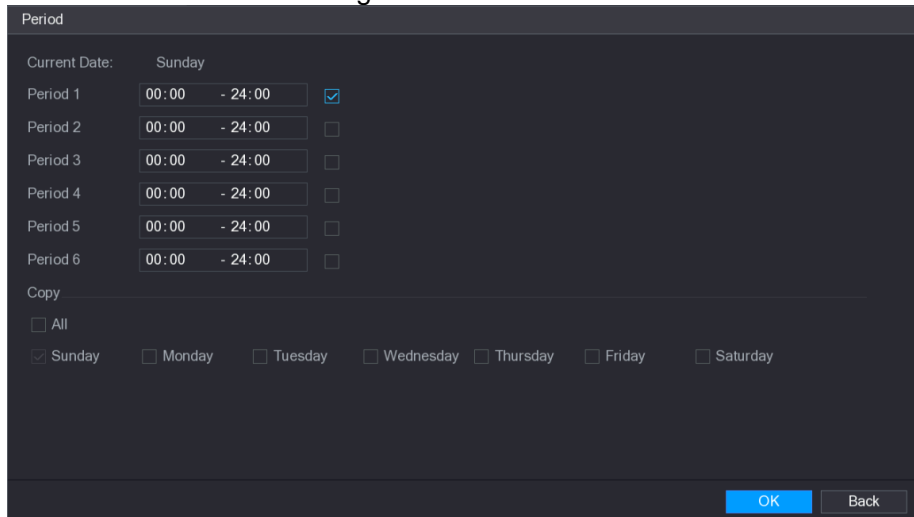 Period
Current Date: Sunday
Period 1 00:00 - 24:00
Period 2 00:00 - 24:00
Period 3 00:00 - 24:00
Period 4 00:00 - 24:00
Period 5 00:00 - 24:00
Period 6 00:00 - 24:00
Copy
All
Sunday Monday Tuesday Wednesday Thursday Friday Saturday
OK Back